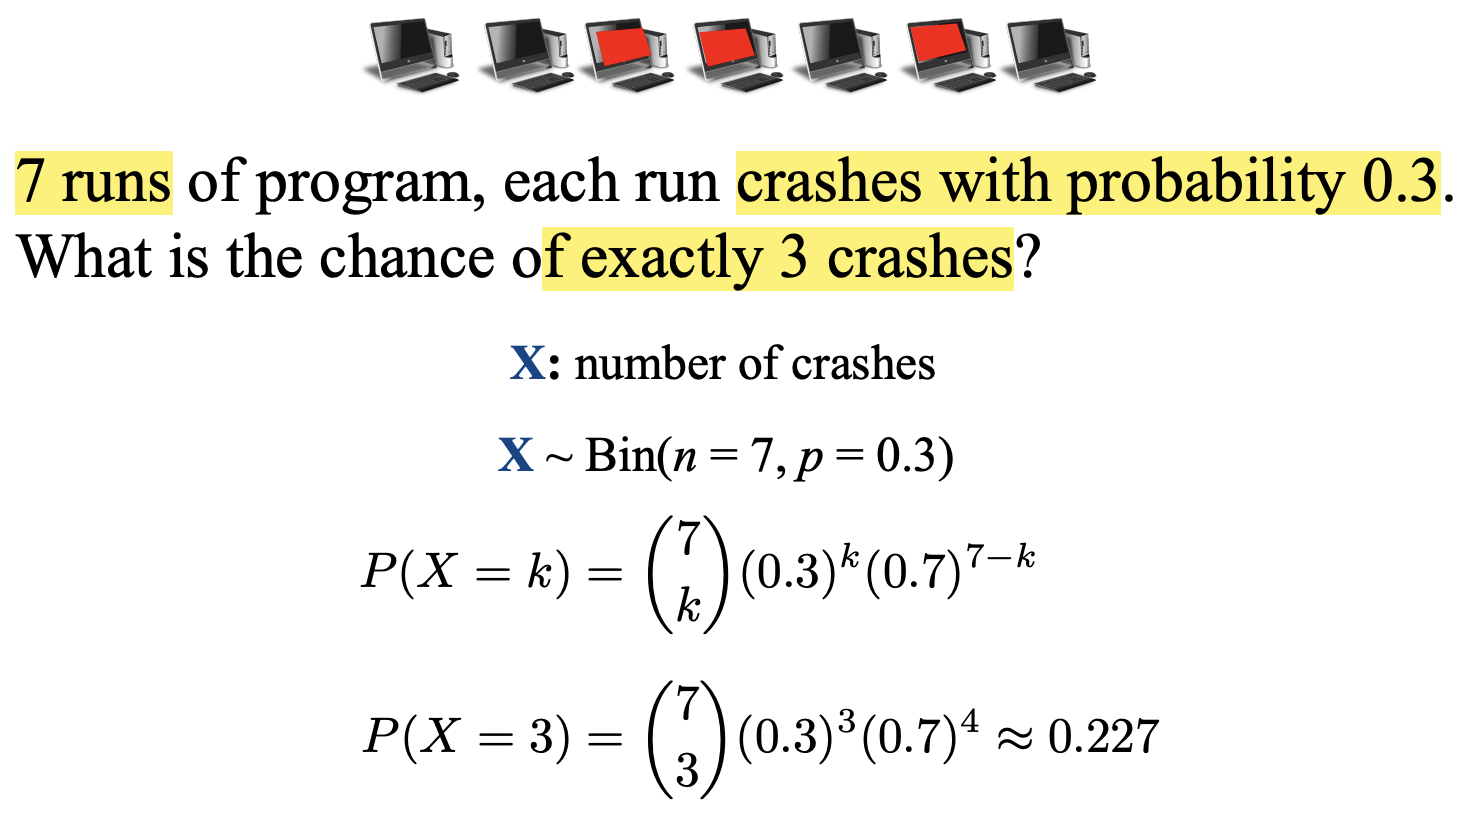 7 runs of program, each run crashes with probability 0.3.
What is the chance of exactly 3 crashes?
X: number of crashes
X ~ Bin(n = 7, p = 0.3)
P(X = k) = \binom{7}{k} (0.3)^k (0.7)^{7-k}
P(X = 3) = \binom{7}{3} (0.3)^3 (0.7)^4 ≈ 0.227